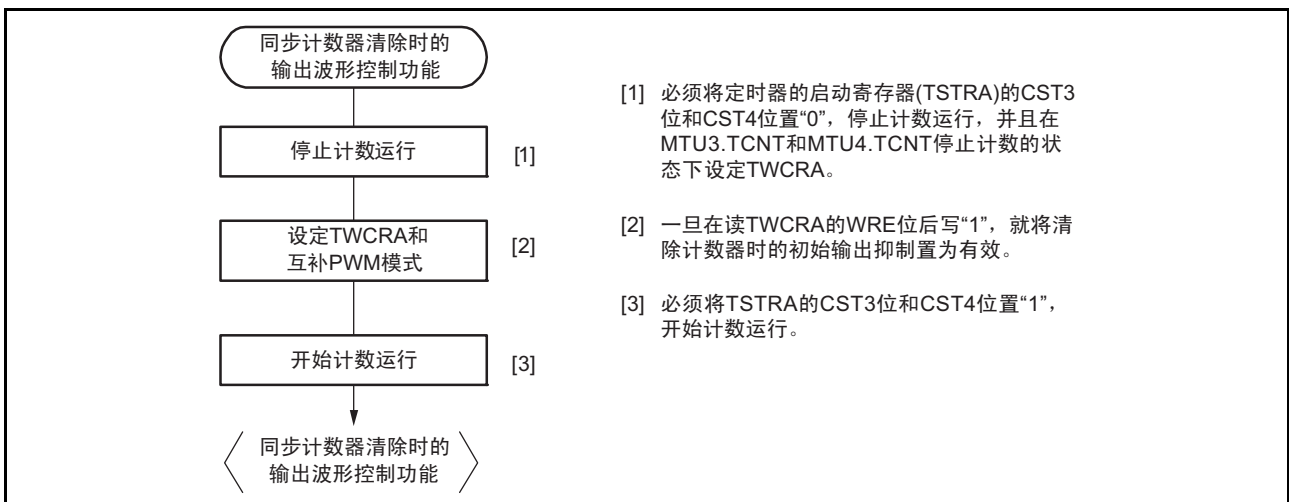 同步计数器清除时的
输出波形控制功能
停止计数运行
[1]
设定TWCRA和
互补PWM模式
[2]
开始计数运行
[3]
同步计数器清除时的
输出波形控制功能
[1] 必须将定时器的启动寄存器(TSTRA)的CST3
位和CST4位置“0”，停止计数运行，并且在
MTU3.TCNT和MTU4.TCNT停止计数的状
态下设定TWCRA。
[2] 一旦在读TWCRA的WRE位后写“1”，就将清
除计数器时的初始输出抑制置为有效。
[3] 必须将TSTRA的CST3位和CST4位置“1”，
开始计数运行。